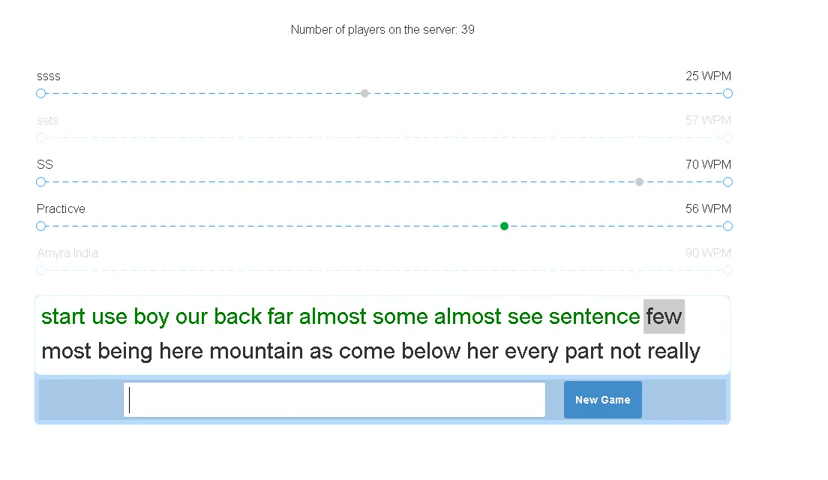 Number of players on the server: 39
ssss 25 WPM
sets 57 WPM
SS 70 WPM
Practicve 56 WPM
Amyra India 90 WPM
start use boy our back far almost some almost see sentence few
most being here mountain as come below her every part not really
New Game